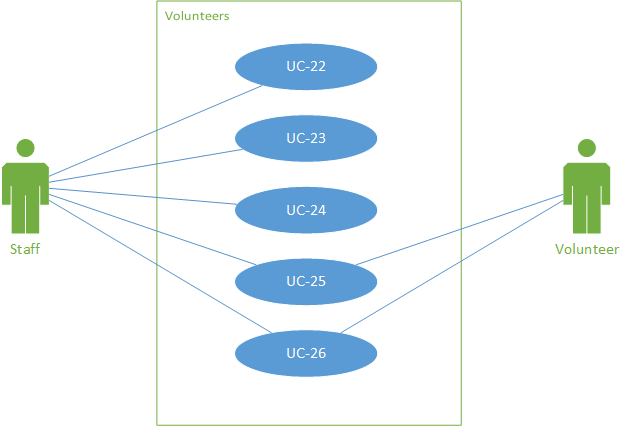 Volunteers
UC-22
UC-23
UC-24
UC-25
UC-26
Staff
Volunteer